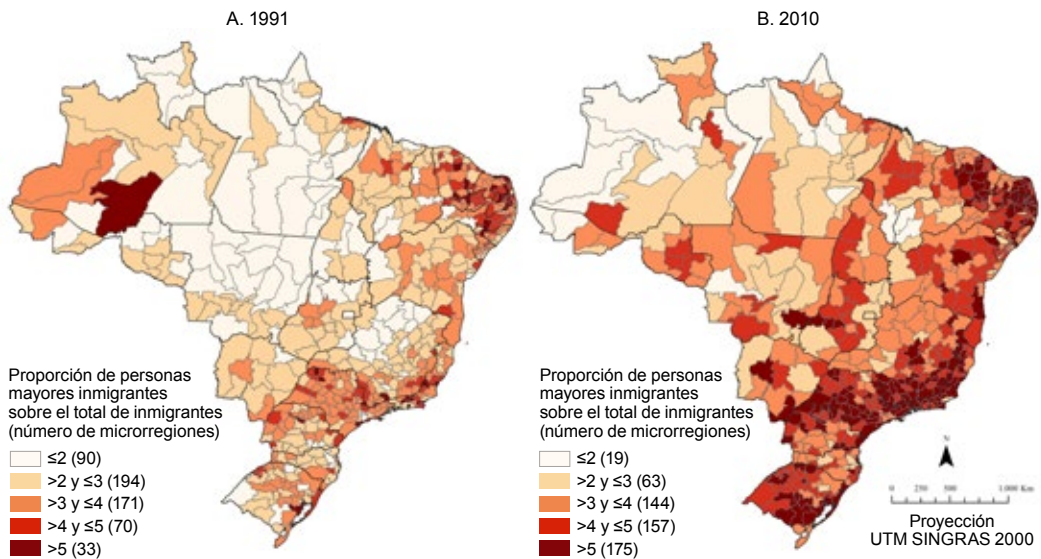 A. 1991
Proporción de personas
mayores inmigrantes
sobre el total de inmigrantes
(número de microrregiones)
≤2 (90)
>2 y ≤3 (194)
>3 y ≤4 (171)
>4 y ≤5 (70)
>5 (33)
B. 2010
Proporción de personas
mayores inmigrantes
sobre el total de inmigrantes
(número de microrregiones)
≤2 (19)
>2 y ≤3 (63)
>3 y ≤4 (144)
>4 y ≤5 (157)
>5 (175)
N
0 250 500 1.000 Km
Proyección
UTM SINGRAS 2000